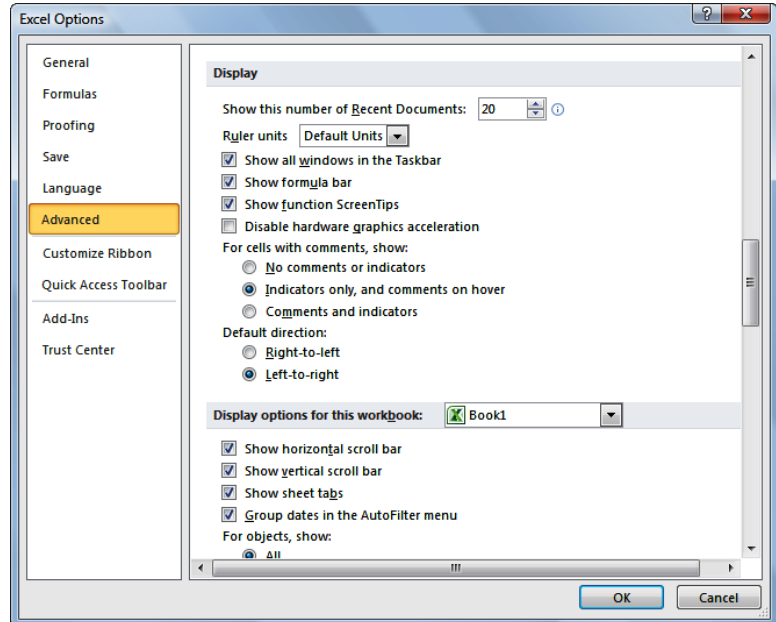 Excel Options
General
Formulas
Proofing
Save
Language
Advanced
Customize Ribbon
Quick Access Toolbar
Add-Ins
Trust Center
Display
Show this number of Recent Documents: 20
Ruler units Default Units
Show all windows in the Taskbar
Show formula bar
Show function ScreenTips
Disable hardware graphics acceleration
For cells with comments, show:
No comments or indicators
Indicators only, and comments on hover
Comments and indicators
Default direction:
Right-to-left
Left-to-right
Display options for this workbook: Book1
Show horizontal scroll bar
Show vertical scroll bar
Show sheet tabs
Group dates in the AutoFilter menu
For objects, show:
All
OK Cancel